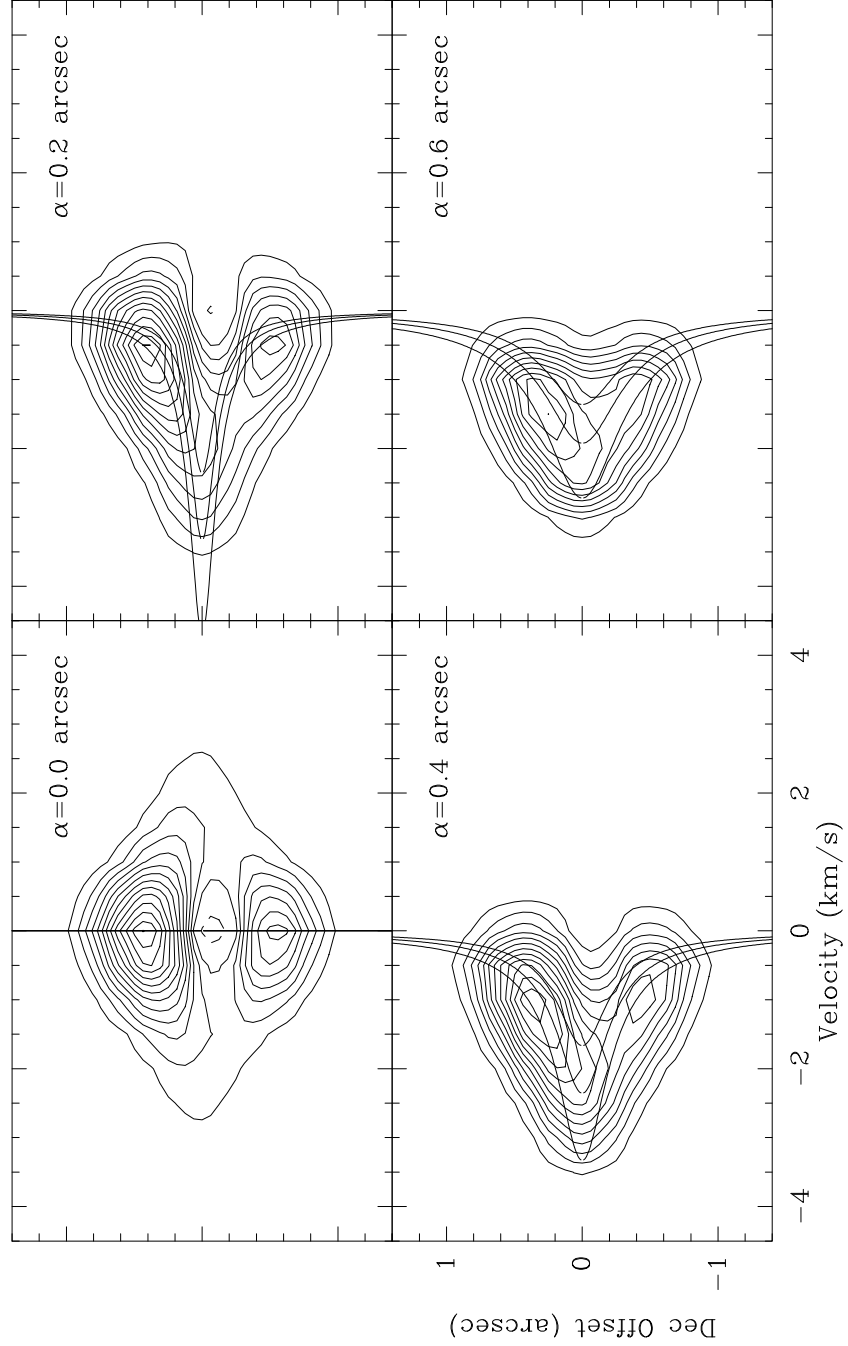 α=0.0 arcsec
α=0.2 arcsec
α=0.4 arcsec
α=0.6 arcsec
1
0
−1
Dec Offset (arcsec)
−4
−2
0
2
4
Velocity (km/s)